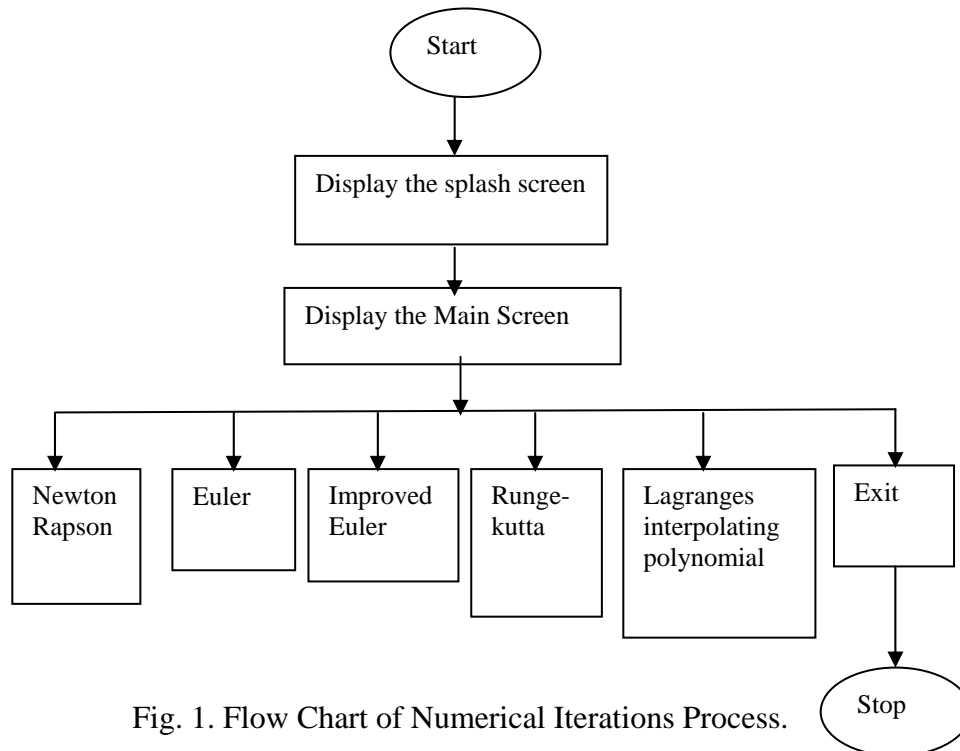 Start
Display the splash screen
Display the Main Screen
Newton
Rapson
Euler
Improved
Euler
Runge-
kutta
Lagranges
interpolating
polynomial
Exit
Stop
Fig. 1. Flow Chart of Numerical Iterations Process.